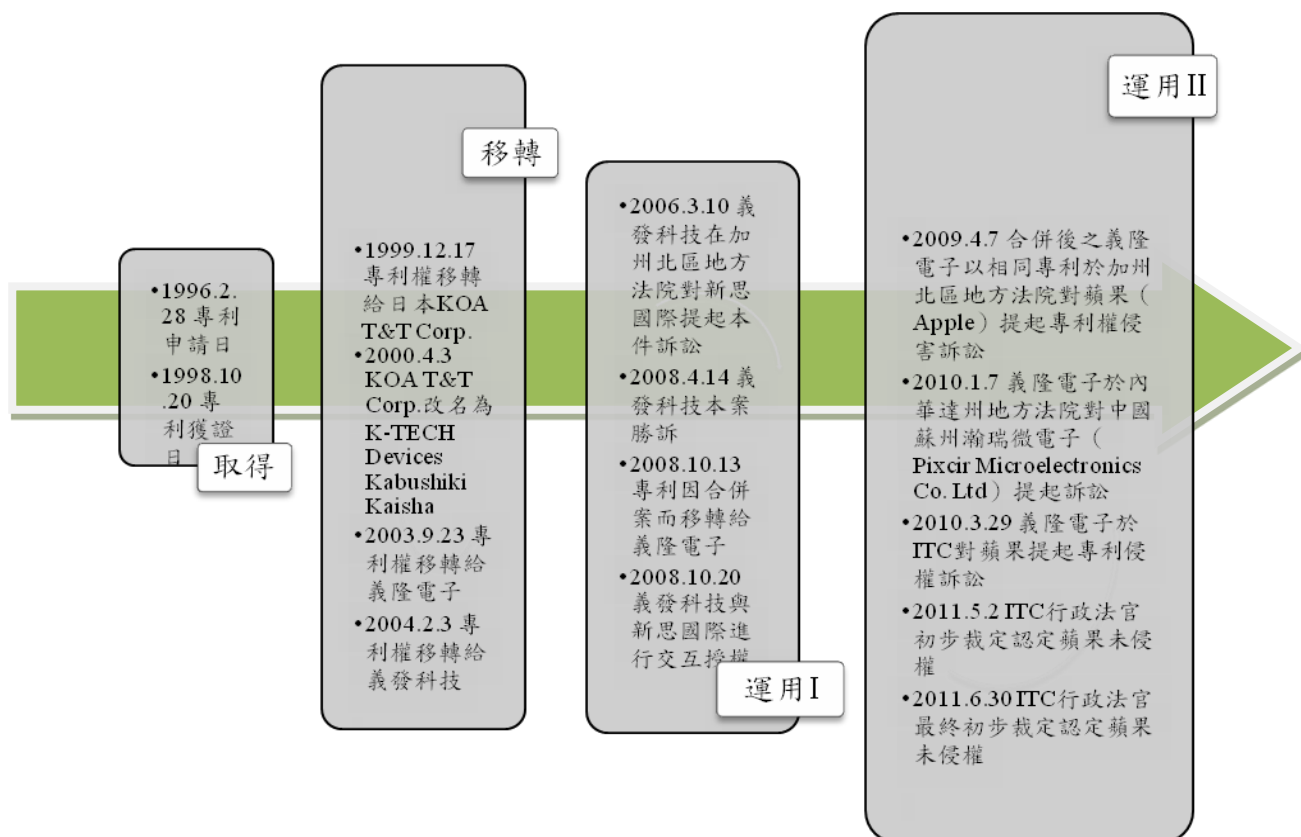 取得
•1996.2.
28 專利
申請日
•1998.10
.20 專
利獲證
日
移轉
•1999.12.17
專利權移轉
給日本KOA
T&T Corp.
•2000.4.3
KOA T&T
Corp.改名為
K-TECH
Devices
Kabushiki
Kaisha
•2003.9.23 專
利權移轉給
義隆電子
•2004.2.3 專
利權移轉給
義發科技
運用I
•2006.3.10 義
發科技在加
州北區地方
法院對新思
國際提起本
件訴訟
•2008.4.14 義
發科技本案
勝訴
•2008.10.13
專利因合併
案而移轉給
義隆電子
•2008.10.20
義發科技與
新思國際進
行交互授權
運用II
•2009.4.7 合併後之義隆
電子以相同專利於加州
北區地方法院對蘋果（
Apple）提起專利權侵
害訴訟
•2010.1.7 義隆電子於內
華達州地方法院對中國
蘇州瀚瑞微電子（
Pixcir Microelectronics
Co. Ltd）提起訴訟
•2010.3.29 義隆電子於
ITC對蘋果提起專利侵
權訴訟
•2011.5.2 ITC行政法官
初步裁定認定蘋果未侵
權
•2011.6.30 ITC行政法官
最終初步裁定認定蘋果
未侵權